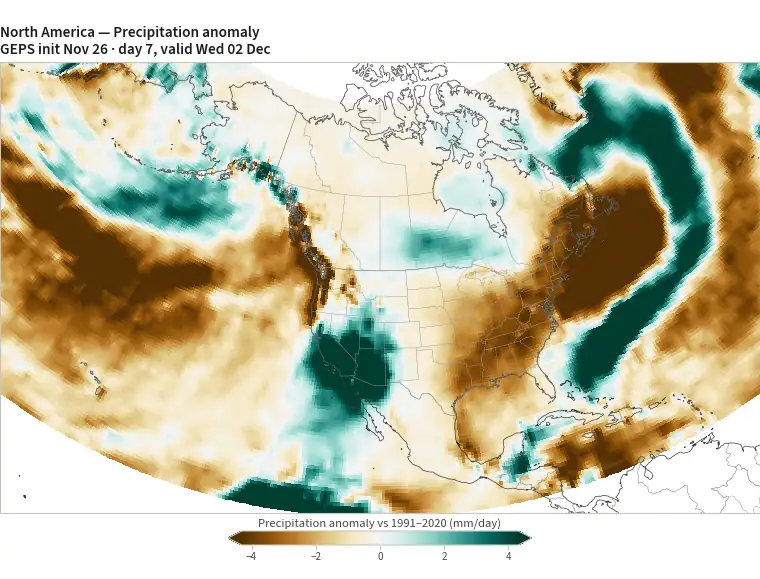 North America — Precipitation anomaly
GEPS init Nov 26 · day 7, valid Wed 02 Dec
Precipitation anomaly vs 1991–2020 (mm/day)
−4 −2 0 2 4